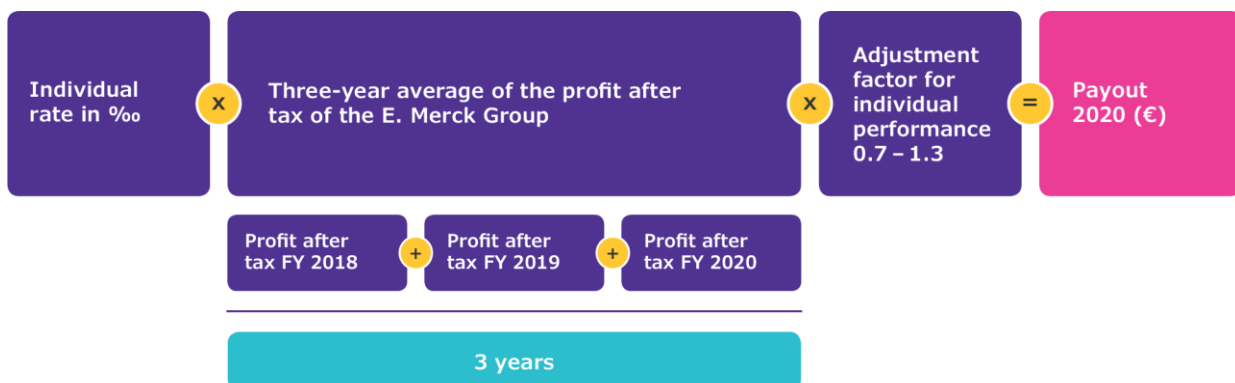 Individual
rate in ‰
x
Three-year average of the profit after
tax of the E. Merck Group
x
Adjustment
factor for
individual
performance
0.7 – 1.3
=
Payout
2020 (€)
Profit after
tax FY 2018
+
Profit after
tax FY 2019
+
Profit after
tax FY 2020
3 years